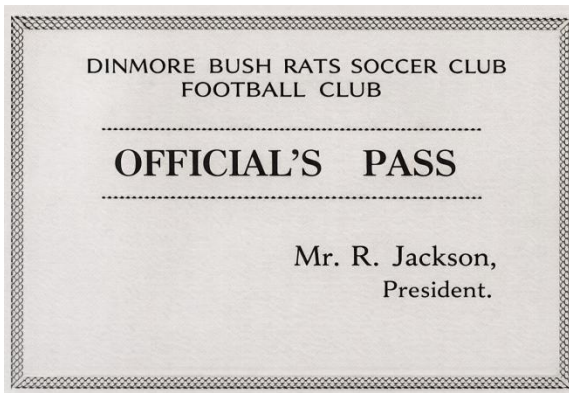 DINMORE BUSH RATS SOCCER CLUB
FOOTBALL CLUB
OFFICIAL'S PASS
Mr. R. Jackson,
President.